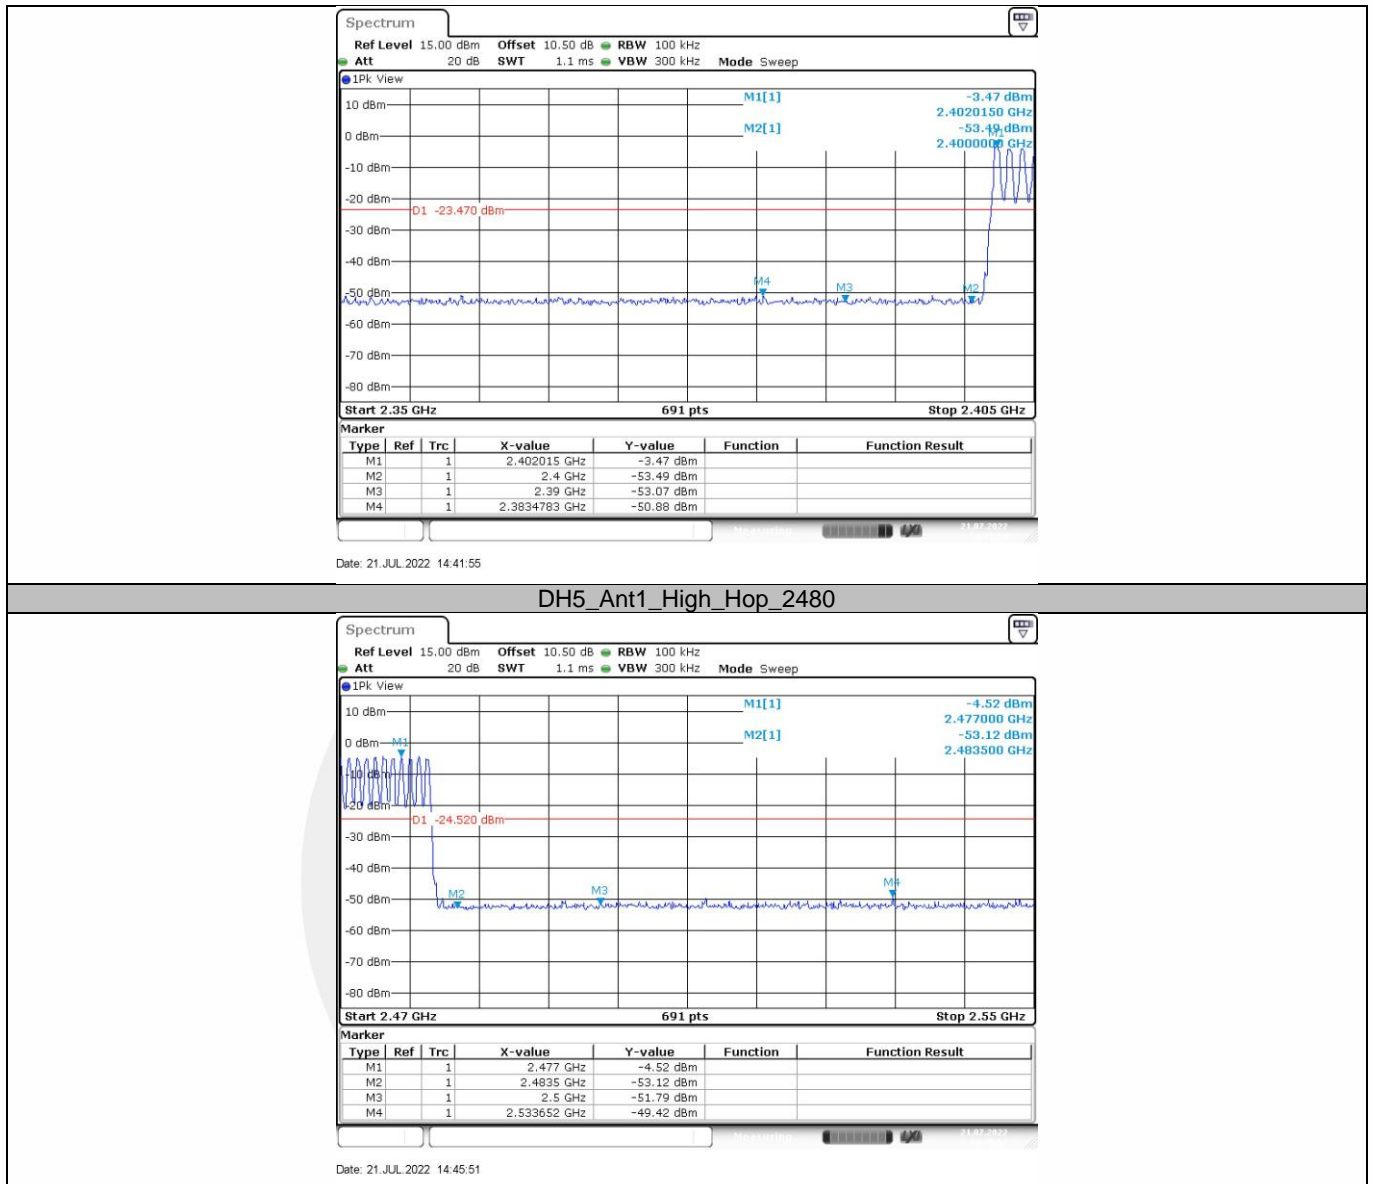 Spectrum
Ref Level 15.00 dBm Offset 10.50 dB RBW 100 kHz
Att 20 dB SWT 1.1 ms VBW 300 kHz Mode Sweep
1Pk View
M1[1] -3.47 dBm
2.4020150 GHz
M2[1] -53.49 dBm
2.4000000 GHz
M1
10 dBm
0 dBm
-10 dBm
-20 dBm
D1 -23.470 dBm
-30 dBm
-40 dBm
M4 M3 M2
-50 dBm
-60 dBm
-70 dBm
-80 dBm
Start 2.35 GHz 691 pts Stop 2.405 GHz
Marker
Type Ref Trc X-value Y-value Function Function Result
M1 1 2.402015 GHz -3.47 dBm
M2 1 2.4 GHz -53.49 dBm
M3 1 2.39 GHz -53.07 dBm
M4 1 2.3834783 GHz -50.88 dBm
Measuring 21.07.2022
Date: 21.JUL.2022 14:41:55
DH5_Ant1_High_Hop_2480
Spectrum
Ref Level 15.00 dBm Offset 10.50 dB RBW 100 kHz
Att 20 dB SWT 1.1 ms VBW 300 kHz Mode Sweep
1Pk View
M1[1] -4.52 dBm
2.477000 GHz
M2[1] -53.12 dBm
2.483500 GHz
10 dBm
0 dBm M1
-10 dBm
-20 dBm
D1 -24.520 dBm
-30 dBm
-40 dBm
M2 M3 M4
-50 dBm
-60 dBm
-70 dBm
-80 dBm
Start 2.47 GHz 691 pts Stop 2.55 GHz
Marker
Type Ref Trc X-value Y-value Function Function Result
M1 1 2.477 GHz -4.52 dBm
M2 1 2.4835 GHz -53.12 dBm
M3 1 2.5 GHz -51.79 dBm
M4 1 2.533652 GHz -49.42 dBm
Measuring 21.07.2022
Date: 21.JUL.2022 14:45:51